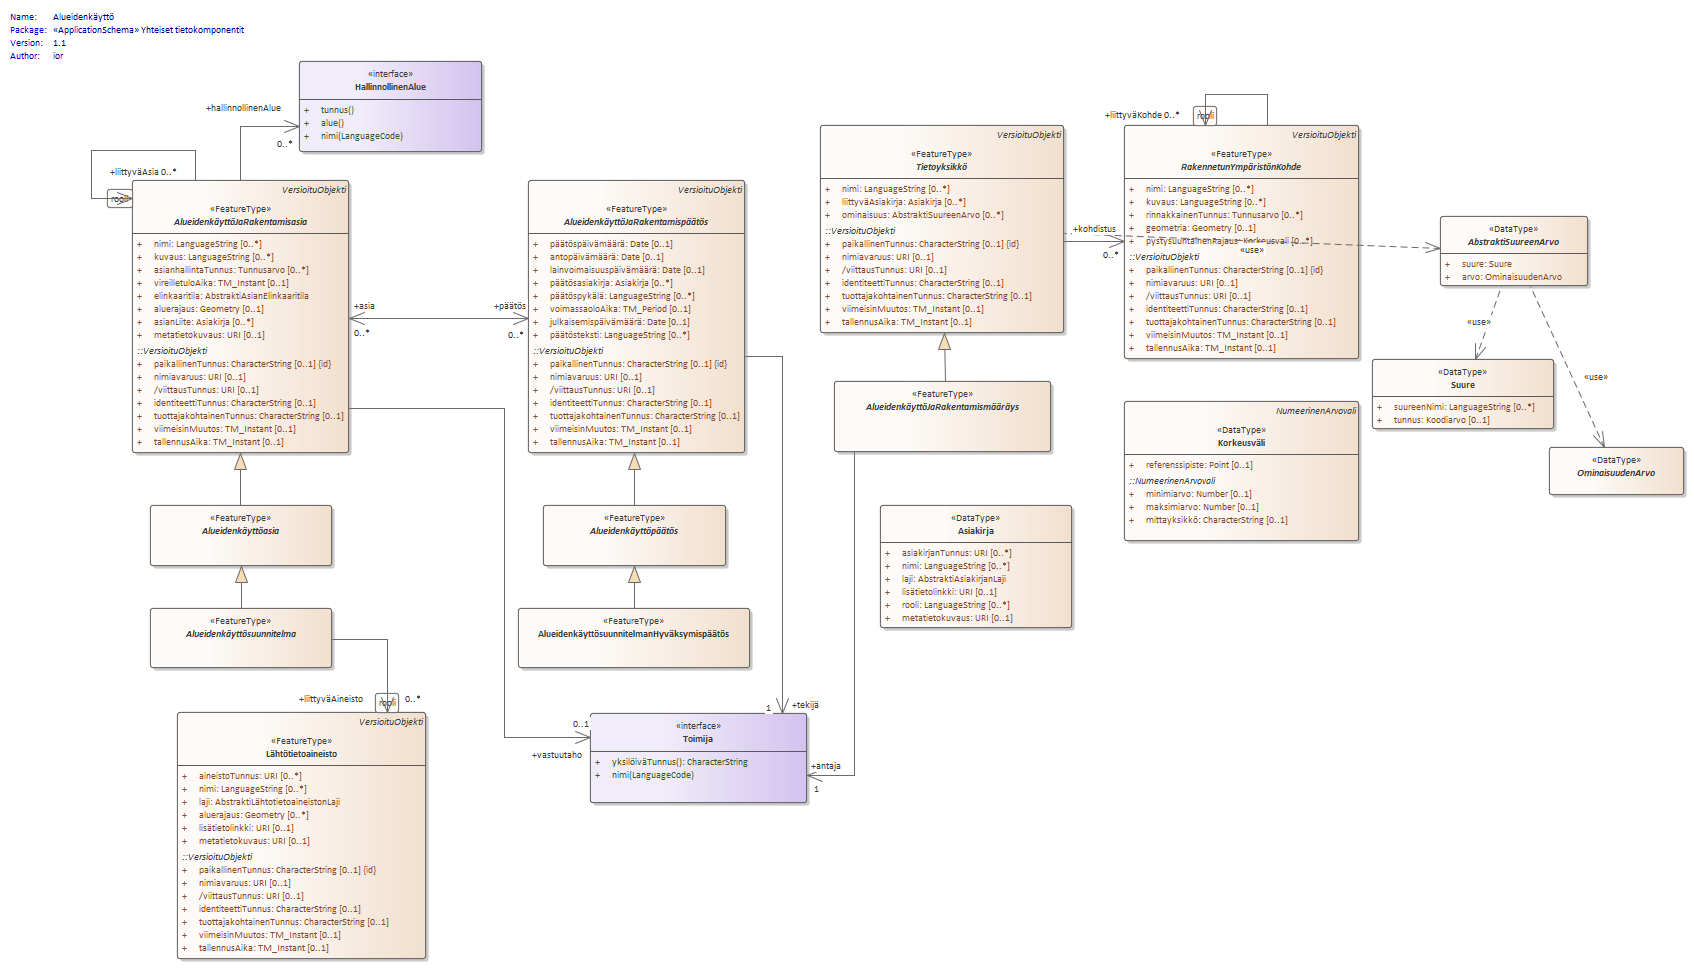 Name: Alueidenkäyttö
Package: «ApplicationSchema» Yhteiset tietokomponentit
Version: 1.1
Author: ior
«interface»
HallinnollinenAlue
+ tunnus()
+ alue()
+ nimi(LanguageCode)
+hallinnollinenAlue
0..*
+liittyväAsia 0..*
rooli
VersioituObjekti
«FeatureType»
AlueidenkäyttöJaRakentamisasia
+ nimi: LanguageString [0..*]
+ kuvaus: LanguageString [0..*]
+ asianhallintaTunnus: Tunnusarvo [0..*]
+ vireilletuloAika: TM_Instant [0..1]
+ elinkaaritila: AbstraktiAsianElinkaaritila
+ aluerajaus: Geometry [0..1]
+ asianLiite: Asiakirja [0..*]
+ metatietokuvaus: URI [0..1]
::VersioituObjekti
+ paikallinenTunnus: CharacterString [0..1] {id}
+ nimiavaruus: URI [0..1]
+ /viittausTunnus: URI [0..1]
+ identiteettiTunnus: CharacterString [0..1]
+ tuottajakohtainenTunnus: CharacterString [0..1]
+ viimeisinMuutos: TM_Instant [0..1]
+ tallennusAika: TM_Instant [0..1]
+asia
0..*
+päätös
0..*
VersioituObjekti
«FeatureType»
AlueidenkäyttöJaRakentamispäätös
+ päätöspäivämäärä: Date [0..1]
+ antopäivämäärä: Date [0..1]
+ lainvoimaisuuspäivämäärä: Date [0..1]
+ päätösasiakirja: Asiakirja [0..*]
+ päätöspykälä: LanguageString [0..*]
+ voimassaoloAika: TM_Period [0..1]
+ julkaisemispäivämäärä: Date [0..1]
+ päätösteksti: LanguageString [0..*]
::VersioituObjekti
+ paikallinenTunnus: CharacterString [0..1] {id}
+ nimiavaruus: URI [0..1]
+ /viittausTunnus: URI [0..1]
+ identiteettiTunnus: CharacterString [0..1]
+ tuottajakohtainenTunnus: CharacterString [0..1]
+ viimeisinMuutos: TM_Instant [0..1]
+ tallennusAika: TM_Instant [0..1]
VersioituObjekti
«FeatureType»
Tietoyksikkö
+ nimi: LanguageString [0..*]
+ liittyväAsiakirja: Asiakirja [0..*]
+ ominaisuus: AbstraktiSuureenArvo [0..*]
::VersioituObjekti
+ paikallinenTunnus: CharacterString [0..1] {id}
+ nimiavaruus: URI [0..1]
+ /viittausTunnus: URI [0..1]
+ identiteettiTunnus: CharacterString [0..1]
+ tuottajakohtainenTunnus: CharacterString [0..1]
+ viimeisinMuutos: TM_Instant [0..1]
+ tallennusAika: TM_Instant [0..1]
+kohdistus
0..*
+liittyväKohde 0..*
rooli
VersioituObjekti
«FeatureType»
RakennetunYmpäristönKohde
+ nimi: LanguageString [0..*]
+ kuvaus: LanguageString [0..*]
+ rinnakkainenTunnus: Tunnusarvo [0..*]
+ geometria: Geometry [0..1]
+ pystysuuntainenRajaus: Korkeusväli [0..*]
«use»
::VersioituObjekti
+ paikallinenTunnus: CharacterString [0..1] {id}
+ nimiavaruus: URI [0..1]
+ /viittausTunnus: URI [0..1]
+ identiteettiTunnus: CharacterString [0..1]
+ tuottajakohtainenTunnus: CharacterString [0..1]
+ viimeisinMuutos: TM_Instant [0..1]
+ tallennusAika: TM_Instant [0..1]
«DataType»
AbstraktiSuureenArvo
+ suure: Suure
+ arvo: OminaisuudenArvo
«use»
«use»
«DataType»
Suure
+ suureenNimi: LanguageString [0..*]
+ tunnus: Koodiarvo [0..1]
«DataType»
OminaisuudenArvo
«FeatureType»
AlueidenkäyttöJaRakentamismääräys
NumeerinenArvovali
«DataType»
Korkeusväli
+ referenssipiste: Point [0..1]
::NumeerinenArvovali
+ minimiarvo: Number [0..1]
+ maksimiarvo: Number [0..1]
+ mittayksikkö: CharacterString [0..1]
«FeatureType»
Alueidenkäyttöasia
«FeatureType»
Alueidenkäyttöpäätös
«DataType»
Asiakirja
+ asiakirjanTunnus: URI [0..*]
+ nimi: LanguageString [0..*]
+ laji: AbstraktiAsiakirjanLaji
+ lisätietolinkki: URI [0..1]
+ rooli: LanguageString [0..*]
+ metatietokuvaus: URI [0..1]
«FeatureType»
Alueidenkäyttösuunnitelma
«FeatureType»
AlueidenkäyttösuunnitelmanHyväksymispäätös
+liittyväAineisto
rooli
0..*
VersioituObjekti
«FeatureType»
Lähtötietoaineisto
+ aineistoTunnus: URI [0..*]
+ nimi: LanguageString [0..*]
+ laji: AbstraktiLähtotietoaineistonLaji
+ aluerajaus: Geometry [0..*]
+ lisätietolinkki: URI [0..1]
+ metatietokuvaus: URI [0..1]
::VersioituObjekti
+ paikallinenTunnus: CharacterString [0..1] {id}
+ nimiavaruus: URI [0..1]
+ /viittausTunnus: URI [0..1]
+ identiteettiTunnus: CharacterString [0..1]
+ tuottajakohtainenTunnus: CharacterString [0..1]
+ viimeisinMuutos: TM_Instant [0..1]
+ tallennusAika: TM_Instant [0..1]
1
+tekijä
0..1
+vastuutaho
«interface»
Toimija
+ yksilöiväTunnus(): CharacterString
+ nimi(LanguageCode)
+antaja
1